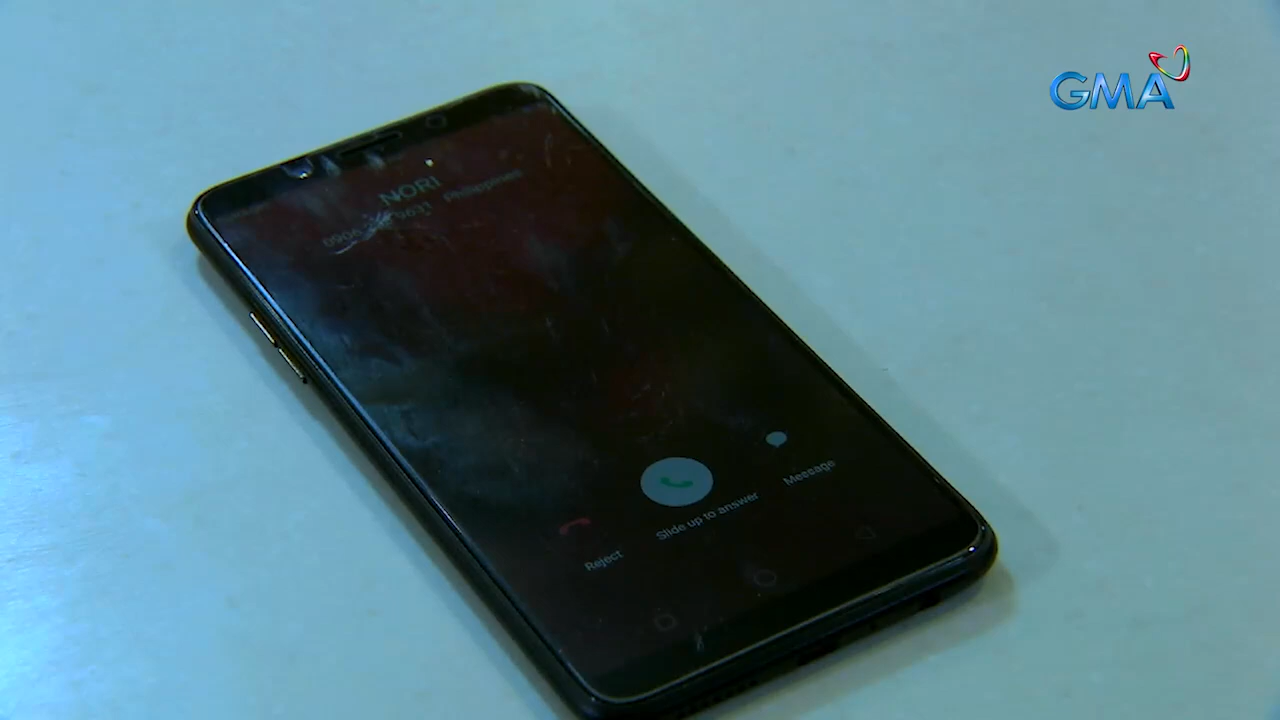 GMA
NORI
Philippines
Reject
Slide up to answer
Message